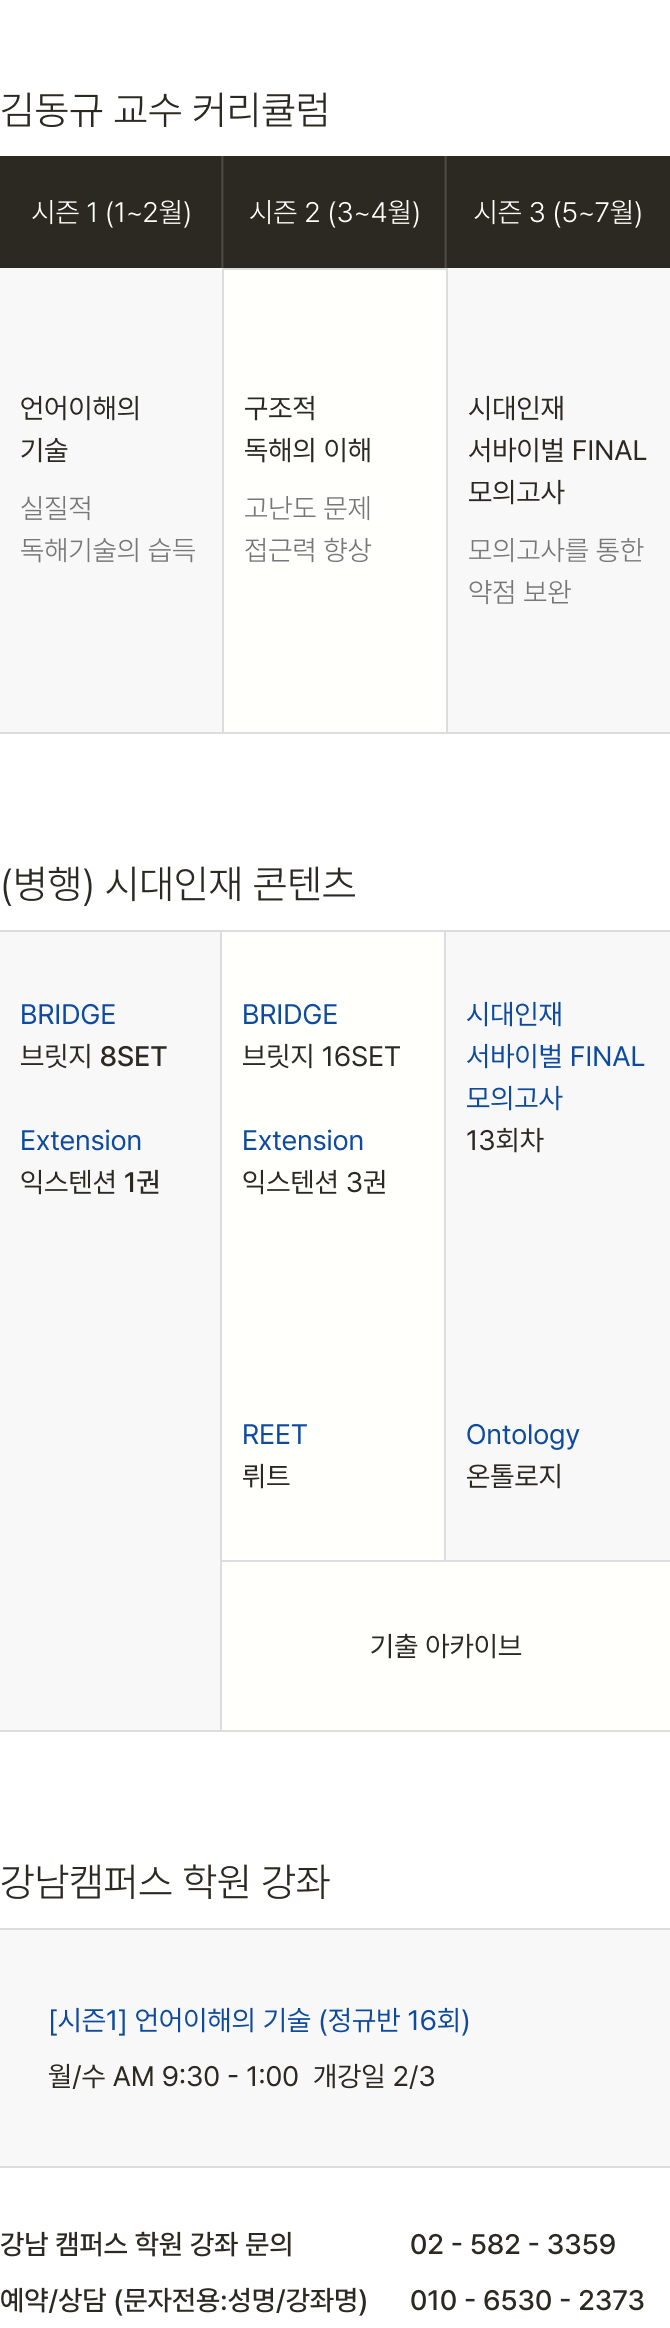 김동규 교수 커리큘럼
시즌 1 (1~2월)
시즌 2 (3~4월)
시즌 3 (5~7월)
언어이해의
기술
실질적
독해기술의 습득
구조적
독해의 이해
고난도 문제
접근력 향상
시대인재
서바이벌 FINAL
모의고사
모의고사를 통한
약점 보완
(병행) 시대인재 콘텐츠
BRIDGE
브릿지 8SET
Extension
익스텐션 1권
BRIDGE
브릿지 16SET
Extension
익스텐션 3권
REET
뤼트
시대인재
서바이벌 FINAL
모의고사
13회차
Ontology
온톨로지
기출 아카이브
강남캠퍼스 학원 강좌
[시즌1] 언어이해의 기술 (정규반 16회)
월/수 AM 9:30 - 1:00 개강일 2/3
강남 캠퍼스 학원 강좌 문의 02 - 582 - 3359
예약/상담 (문자전용:성명/강좌명) 010 - 6530 - 2373